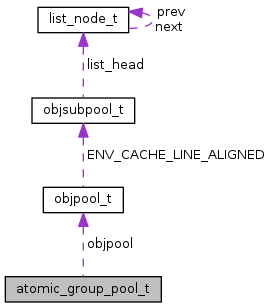 list_node_t
prev
next
list_head
objsubpool_t
ENV_CACHE_LINE_ALIGNED
objpool_t
objpool
atomic_group_pool_t